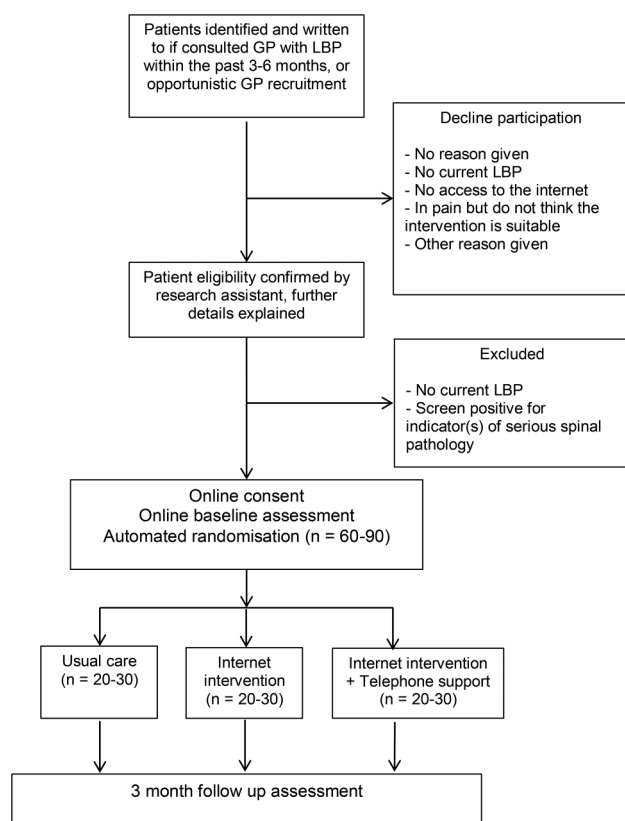 Patients identified and written
to if consulted GP with LBP
within the past 3-6 months, or
opportunistic GP recruitment
Decline participation
- No reason given
- No current LBP
- No access to the internet
- In pain but do not think the
intervention is suitable
- Other reason given
Patient eligibility confirmed by
research assistant, further
details explained
Excluded
- No current LBP
- Screen positive for
indicator(s) of serious spinal
pathology
Online consent
Online baseline assessment
Automated randomisation (n = 60-90)
Usual care
(n = 20-30)
Internet
intervention
(n = 20-30)
Internet intervention
+ Telephone support
(n = 20-30)
3 month follow up assessment